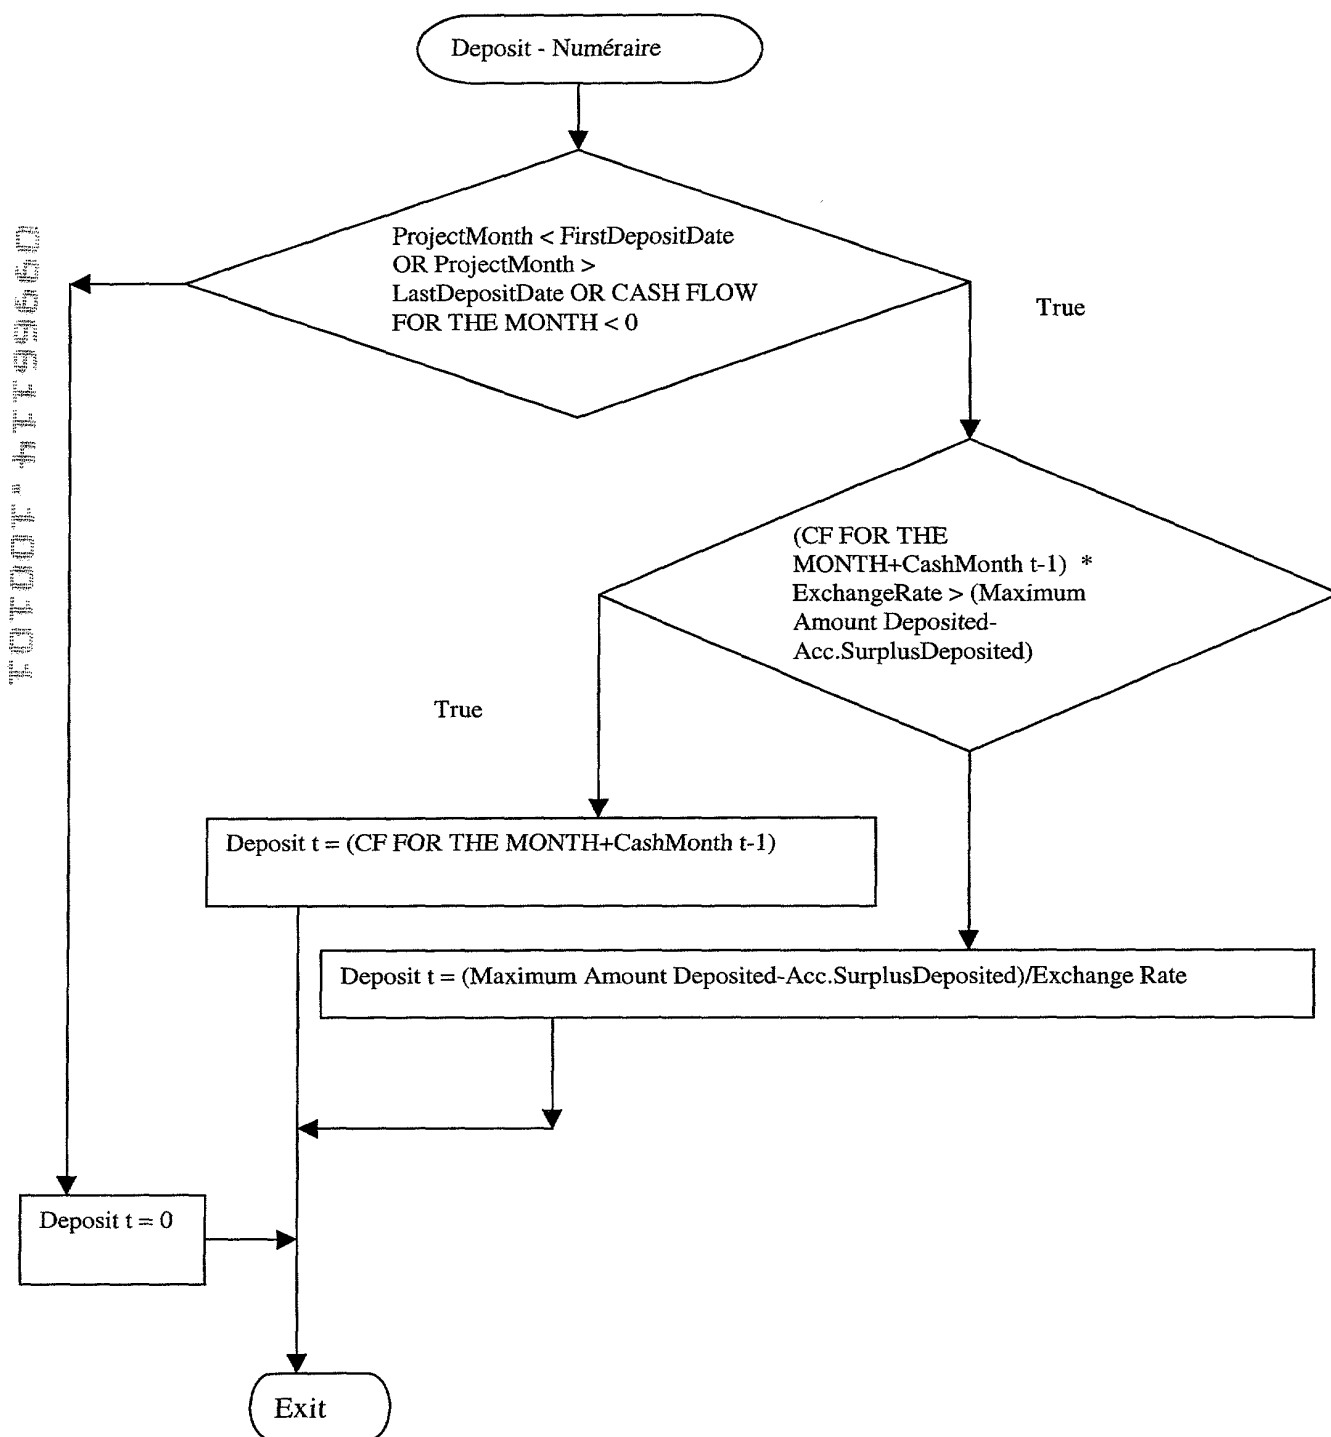 Deposit - Numéraire
ProjectMonth < FirstDepositDate
OR ProjectMonth >
LastDepositDate OR CASH FLOW
FOR THE MONTH < 0
True
(CF FOR THE
MONTH+CashMonth t-1) *
ExchangeRate > (Maximum
Amount Deposited-
Acc.SurplusDeposited)
True
Deposit t = (CF FOR THE MONTH+CashMonth t-1)
Deposit t = (Maximum Amount Deposited-Acc.SurplusDeposited)/Exchange Rate
Deposit t = 0
Exit